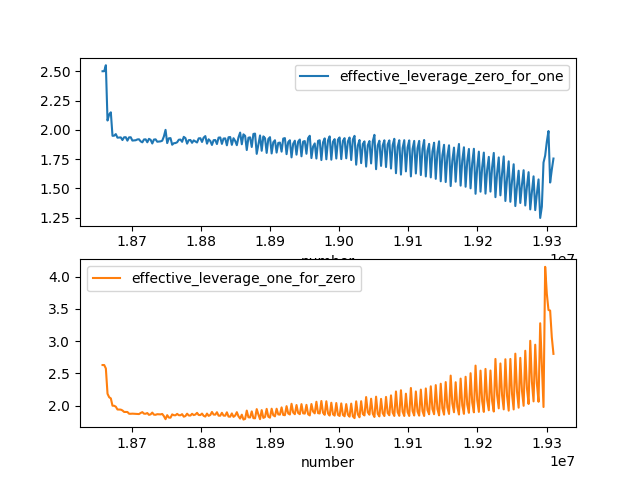 effective_leverage_zero_for_one
2.50
2.25
2.00
1.75
1.50
1.25
1.87 1.88 1.89 1.90 1.91 1.92 1.93
number
1e7
effective_leverage_one_for_zero
4.0
3.5
3.0
2.5
2.0
1.87 1.88 1.89 1.90 1.91 1.92 1.93
number
1e7